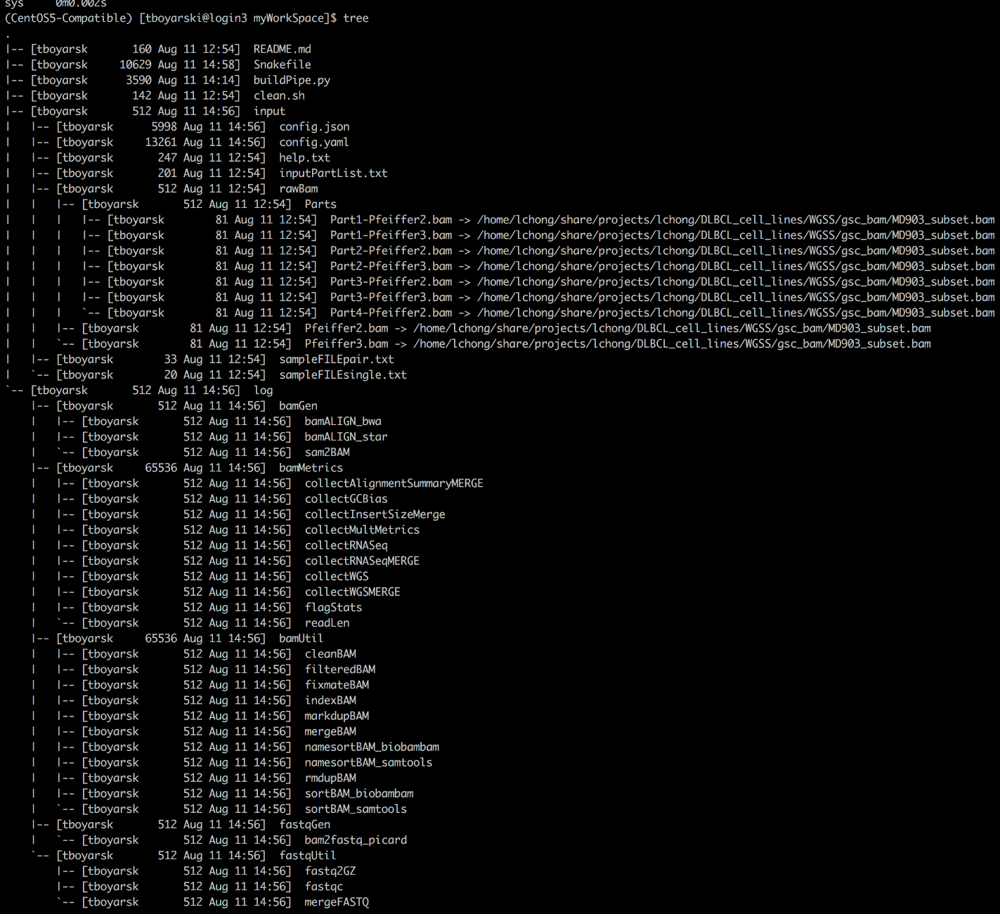 sys     0m0.002s
(CentOS5-Compatible) [tboyarski@login3 myWorkSpace]$ tree
.
|-- [tboyarsk       160 Aug 11 12:54]  README.md
|-- [tboyarsk     10629 Aug 11 14:58]  Snakefile
|-- [tboyarsk      3590 Aug 11 14:14]  buildPipe.py
|-- [tboyarsk       142 Aug 11 12:54]  clean.sh
|-- [tboyarsk       512 Aug 11 14:56]  input
|   |-- [tboyarsk      5998 Aug 11 14:56]  config.json
|   |-- [tboyarsk     13261 Aug 11 14:56]  config.yaml
|   |-- [tboyarsk       247 Aug 11 12:54]  help.txt
|   |-- [tboyarsk       201 Aug 11 12:54]  inputPartList.txt
|   |-- [tboyarsk       512 Aug 11 12:54]  rawBam
|   |   |-- [tboyarsk       512 Aug 11 12:54]  Parts
|   |   |   |-- [tboyarsk        81 Aug 11 12:54]  Part1-Pfeiffer2.bam -> /home/lchong/share/projects/lchong/DLBCL_cell_lines/WGSS/gsc_bam/MD903_subset.bam
|   |   |   |-- [tboyarsk        81 Aug 11 12:54]  Part1-Pfeiffer3.bam -> /home/lchong/share/projects/lchong/DLBCL_cell_lines/WGSS/gsc_bam/MD903_subset.bam
|   |   |   |-- [tboyarsk        81 Aug 11 12:54]  Part2-Pfeiffer2.bam -> /home/lchong/share/projects/lchong/DLBCL_cell_lines/WGSS/gsc_bam/MD903_subset.bam
|   |   |   |-- [tboyarsk        81 Aug 11 12:54]  Part2-Pfeiffer3.bam -> /home/lchong/share/projects/lchong/DLBCL_cell_lines/WGSS/gsc_bam/MD903_subset.bam
|   |   |   |-- [tboyarsk        81 Aug 11 12:54]  Part3-Pfeiffer2.bam -> /home/lchong/share/projects/lchong/DLBCL_cell_lines/WGSS/gsc_bam/MD903_subset.bam
|   |   |   |-- [tboyarsk        81 Aug 11 12:54]  Part3-Pfeiffer3.bam -> /home/lchong/share/projects/lchong/DLBCL_cell_lines/WGSS/gsc_bam/MD903_subset.bam
|   |   |   `-- [tboyarsk        81 Aug 11 12:54]  Part4-Pfeiffer2.bam -> /home/lchong/share/projects/lchong/DLBCL_cell_lines/WGSS/gsc_bam/MD903_subset.bam
|   |   |-- [tboyarsk        81 Aug 11 12:54]  Pfeiffer2.bam -> /home/lchong/share/projects/lchong/DLBCL_cell_lines/WGSS/gsc_bam/MD903_subset.bam
|   |   `-- [tboyarsk        81 Aug 11 12:54]  Pfeiffer3.bam -> /home/lchong/share/projects/lchong/DLBCL_cell_lines/WGSS/gsc_bam/MD903_subset.bam
|   |-- [tboyarsk        33 Aug 11 12:54]  sampleFILEpair.txt
|   `-- [tboyarsk        20 Aug 11 12:54]  sampleFILEsingle.txt
`-- [tboyarsk       512 Aug 11 14:56]  log
    |-- [tboyarsk       512 Aug 11 14:56]  bamGen
    |   |-- [tboyarsk       512 Aug 11 14:56]  bamALIGN_bwa
    |   |-- [tboyarsk       512 Aug 11 14:56]  bamALIGN_star
    |   `-- [tboyarsk       512 Aug 11 14:56]  sam2BAM
    |-- [tboyarsk     65536 Aug 11 14:56]  bamMetrics
    |   |-- [tboyarsk       512 Aug 11 14:56]  collectAlignmentSummaryMERGE
    |   |-- [tboyarsk       512 Aug 11 14:56]  collectGCBias
    |   |-- [tboyarsk       512 Aug 11 14:56]  collectInsertSizeMerge
    |   |-- [tboyarsk       512 Aug 11 14:56]  collectMultMetrics
    |   |-- [tboyarsk       512 Aug 11 14:56]  collectRNASeq
    |   |-- [tboyarsk       512 Aug 11 14:56]  collectRNASeqMERGE
    |   |-- [tboyarsk       512 Aug 11 14:56]  collectWGS
    |   |-- [tboyarsk       512 Aug 11 14:56]  collectWGSMERGE
    |   |-- [tboyarsk       512 Aug 11 14:56]  flagStats
    |   `-- [tboyarsk       512 Aug 11 14:56]  readLen
    |-- [tboyarsk     65536 Aug 11 14:56]  bamUtil
    |   |-- [tboyarsk       512 Aug 11 14:56]  cleanBAM
    |   |-- [tboyarsk       512 Aug 11 14:56]  filteredBAM
    |   |-- [tboyarsk       512 Aug 11 14:56]  fixmateBAM
    |   |-- [tboyarsk       512 Aug 11 14:56]  indexBAM
    |   |-- [tboyarsk       512 Aug 11 14:56]  markdupBAM
    |   |-- [tboyarsk       512 Aug 11 14:56]  mergeBAM
    |   |-- [tboyarsk       512 Aug 11 14:56]  namesortBAM_biobambam
    |   |-- [tboyarsk       512 Aug 11 14:56]  namesortBAM_samtools
    |   |-- [tboyarsk       512 Aug 11 14:56]  rmdupBAM
    |   |-- [tboyarsk       512 Aug 11 14:56]  sortBAM_biobambam
    |   `-- [tboyarsk       512 Aug 11 14:56]  sortBAM_samtools
    |-- [tboyarsk       512 Aug 11 14:56]  fastqGen
    |   `-- [tboyarsk       512 Aug 11 14:56]  bam2fastq_picard
    `-- [tboyarsk       512 Aug 11 14:56]  fastqUtil
        |-- [tboyarsk       512 Aug 11 14:56]  fastq2GZ
        |-- [tboyarsk       512 Aug 11 14:56]  fastqc
        `-- [tboyarsk       512 Aug 11 14:56]  mergeFASTQ